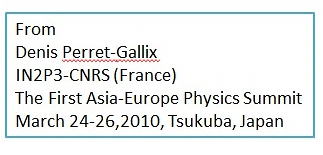 From
Denis Perret-Gallix
IN2P3-CNRS (France)
The First Asia-Europe Physics Summit
March 24-26,2010, Tsukuba, Japan